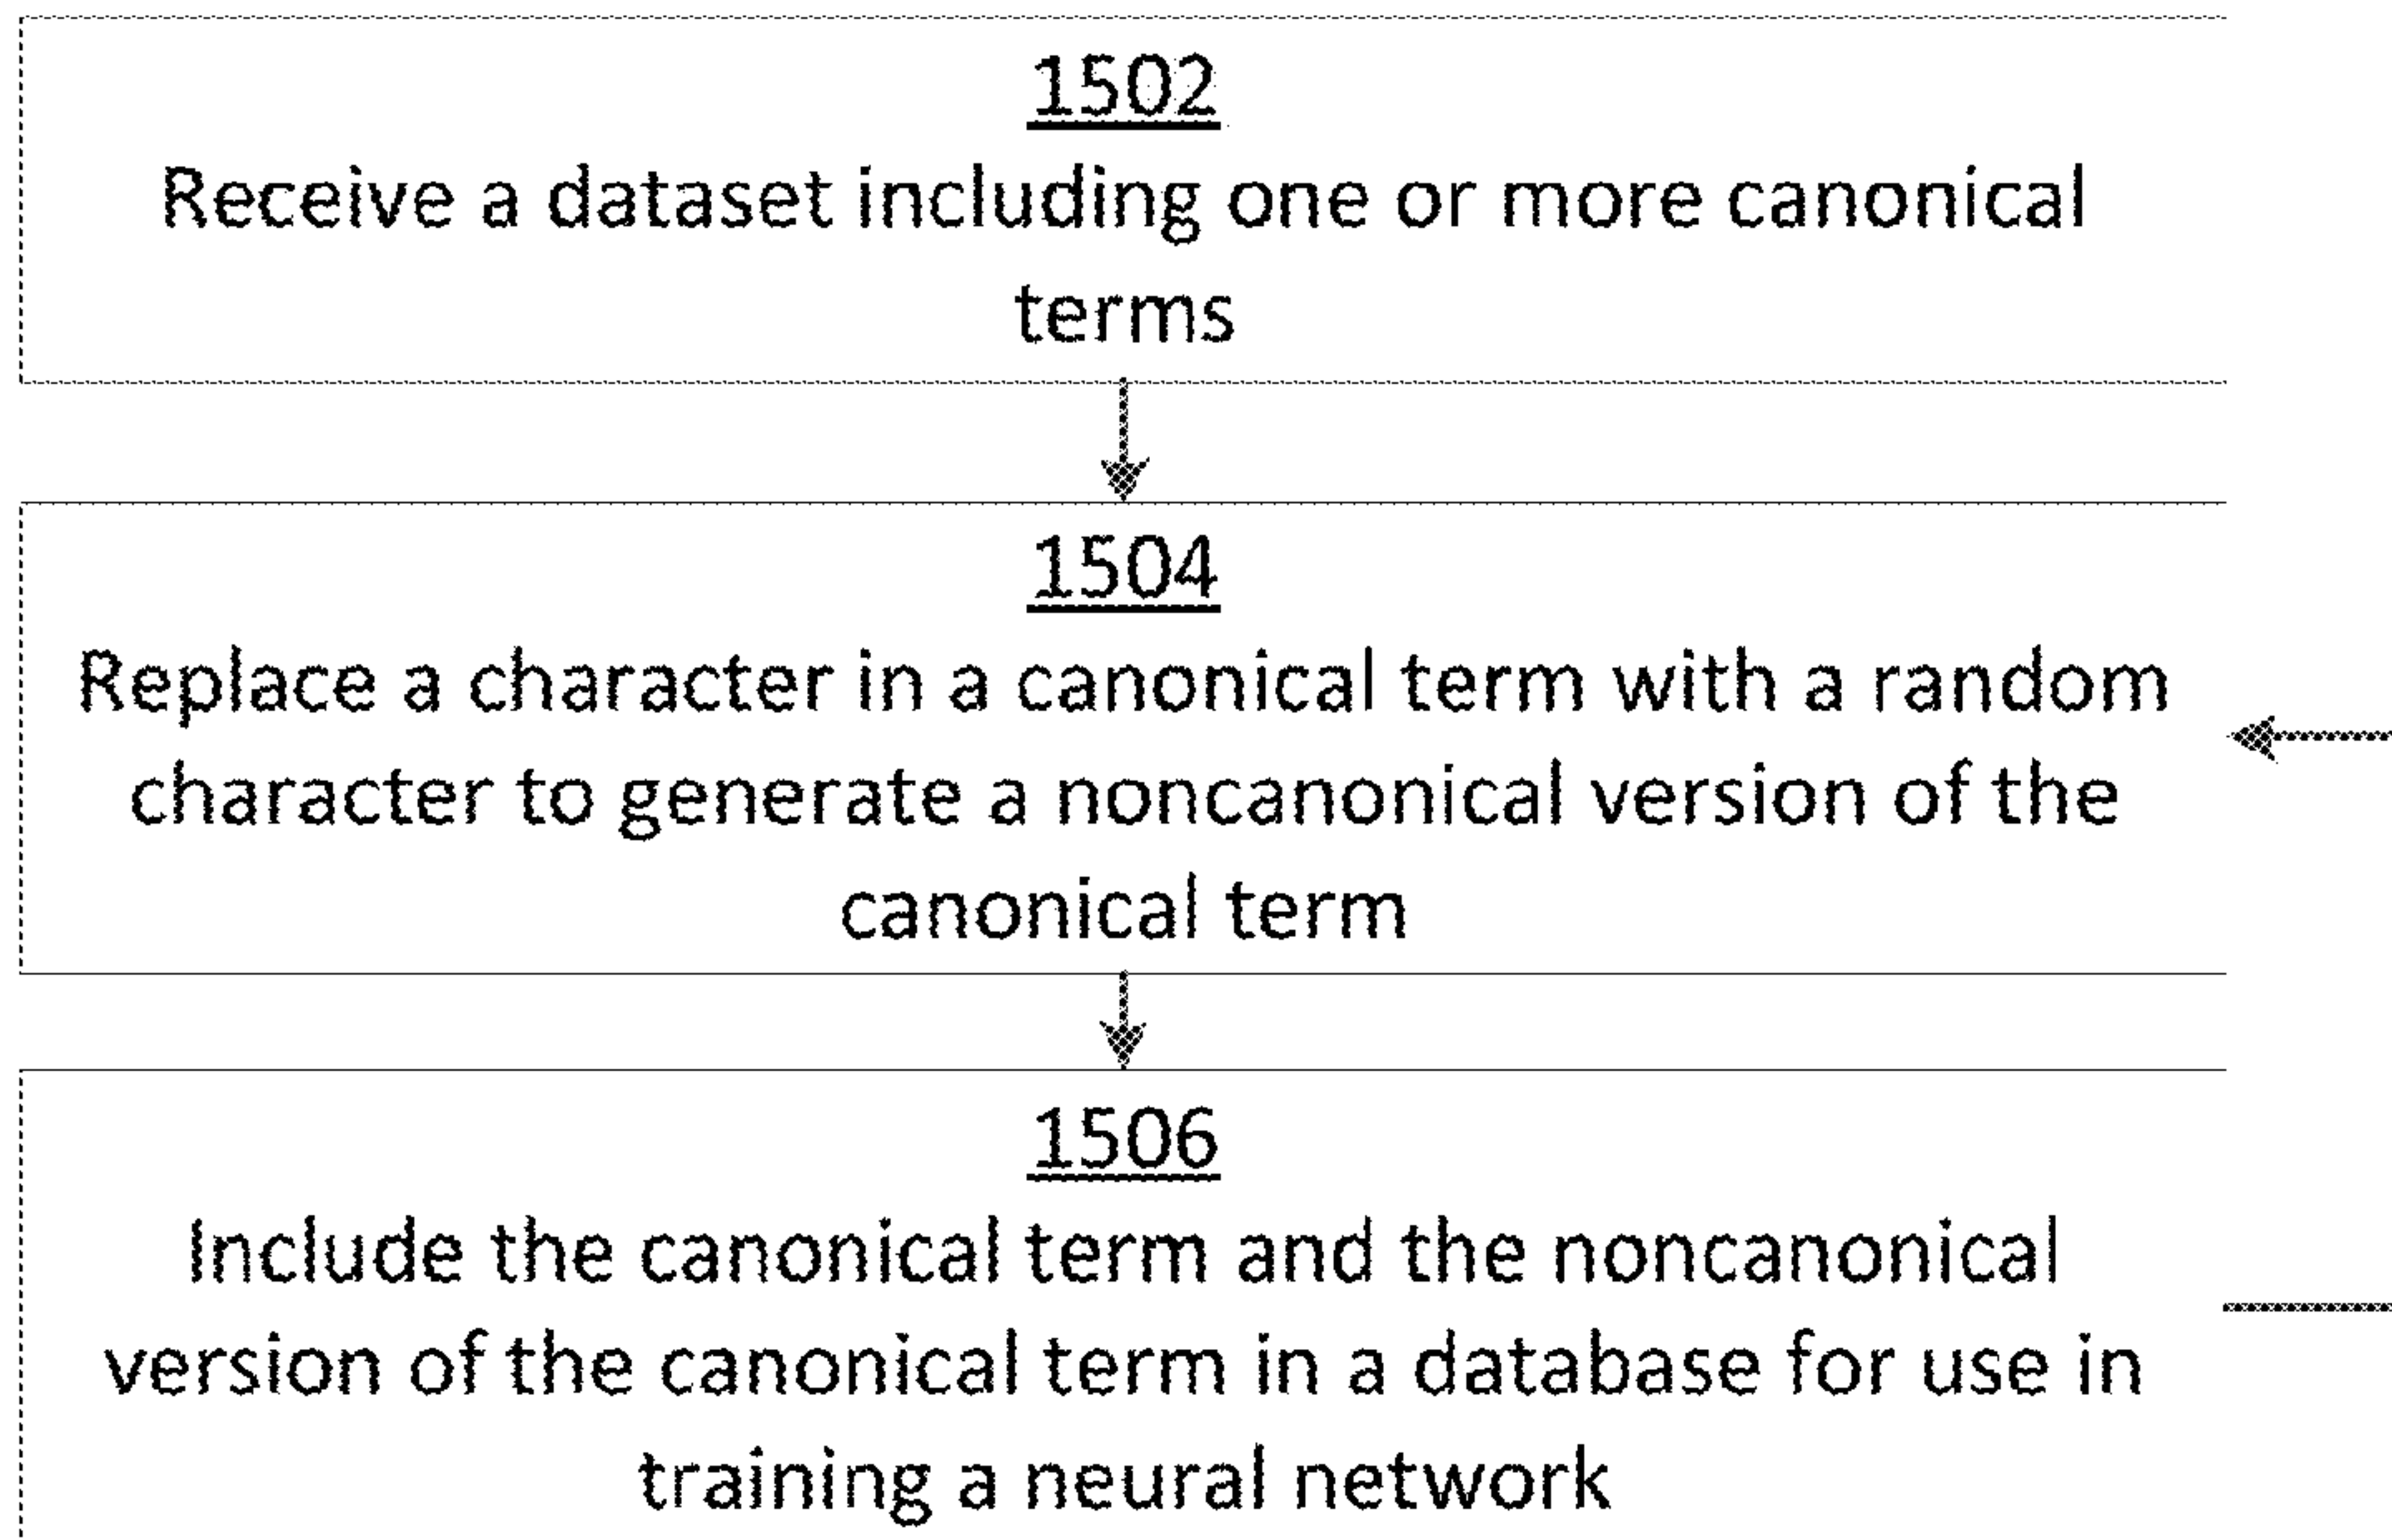 1502
Receive a dataset including one or more canonical
terms
1504
Replace a character in a canonical term with a random
character to generate a noncanonical version of the
canonical term
1506
Include the canonical term and the noncanonical
version of the canonical term in a database for use in
training a neural network